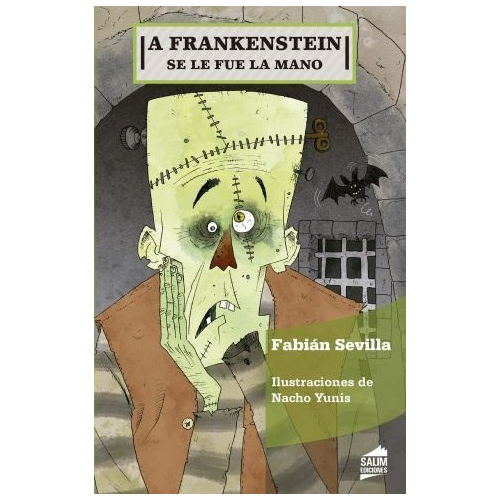 A FRANKENSTEIN
SE LE FUE LA MANO
Fabián Sevilla
Ilustraciones de
Nacho Yunis
SALIM
EDICIONES